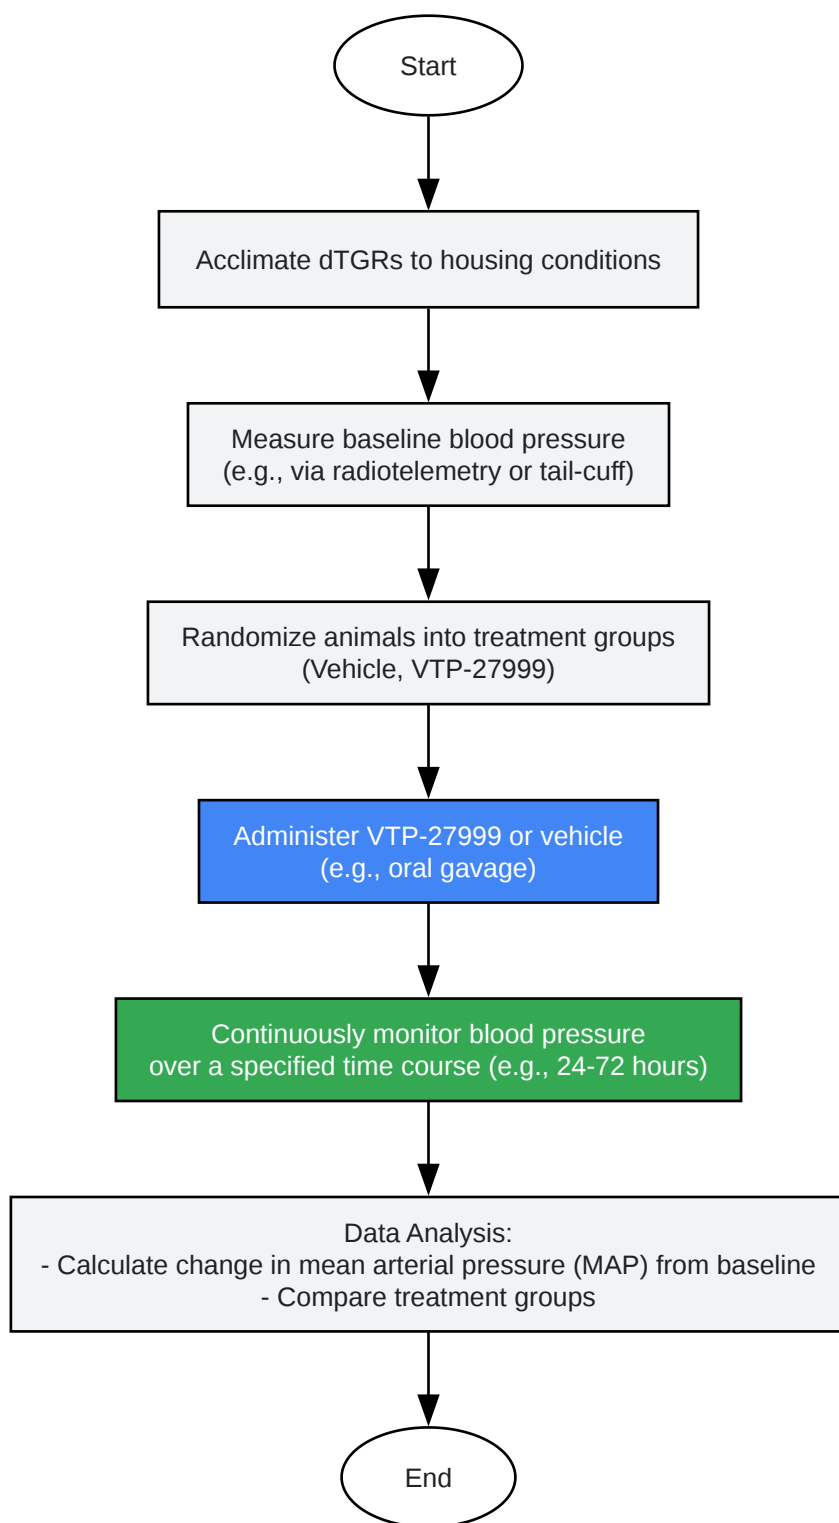 Start
Acclimate dTGRs to housing conditions
Measure baseline blood pressure
(e.g., via radiotelemetry or tail-cuff)
Randomize animals into treatment groups
(Vehicle, VTP-27999)
Administer VTP-27999 or vehicle
(e.g., oral gavage)
Continuously monitor blood pressure
over a specified time course (e.g., 24-72 hours)
Data Analysis:
- Calculate change in mean arterial pressure (MAP) from baseline
- Compare treatment groups
End